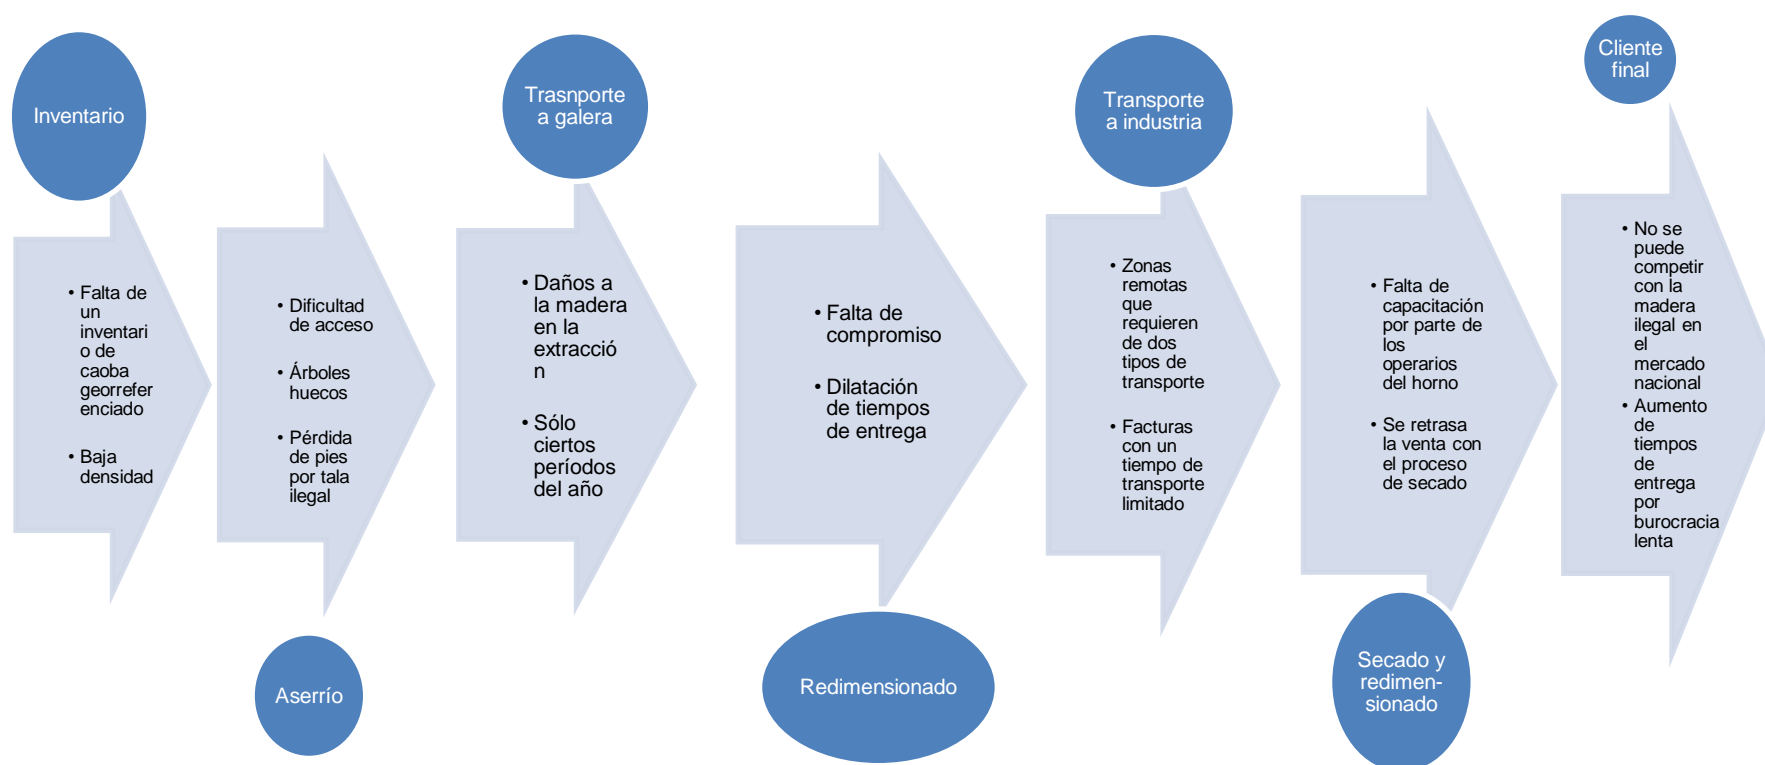 Inventario
• Falta de
un
inventari
o de
caoba
georrefer
enciado
• Baja
densidad
Aserrío
• Dificultad
de acceso
• Árboles
huecos
• Pérdida
de pies
por tala
ilegal
Trasnporte
a galera
• Daños a
la madera
en la
extracció
n
• Sólo
ciertos
períodos
del año
Redimensionado
• Falta de
compromiso
• Dilatación
de tiempos
de entrega
Transporte
a industria
• Zonas
remotas
que
requieren
de dos
tipos de
transporte
• Facturas
con un
tiempo de
transporte
limitado
Secado y
redimen-
sionado
• Falta de
capacitación
por parte de
los
operarios
del horno
• Se retrasa
la venta con
el proceso
de secado
Cliente
final
• No se
puede
competir
con la
madera
ilegal en
el
mercado
nacional
• Aumento
de
tiempos
de
entrega
por
burocracia
lenta